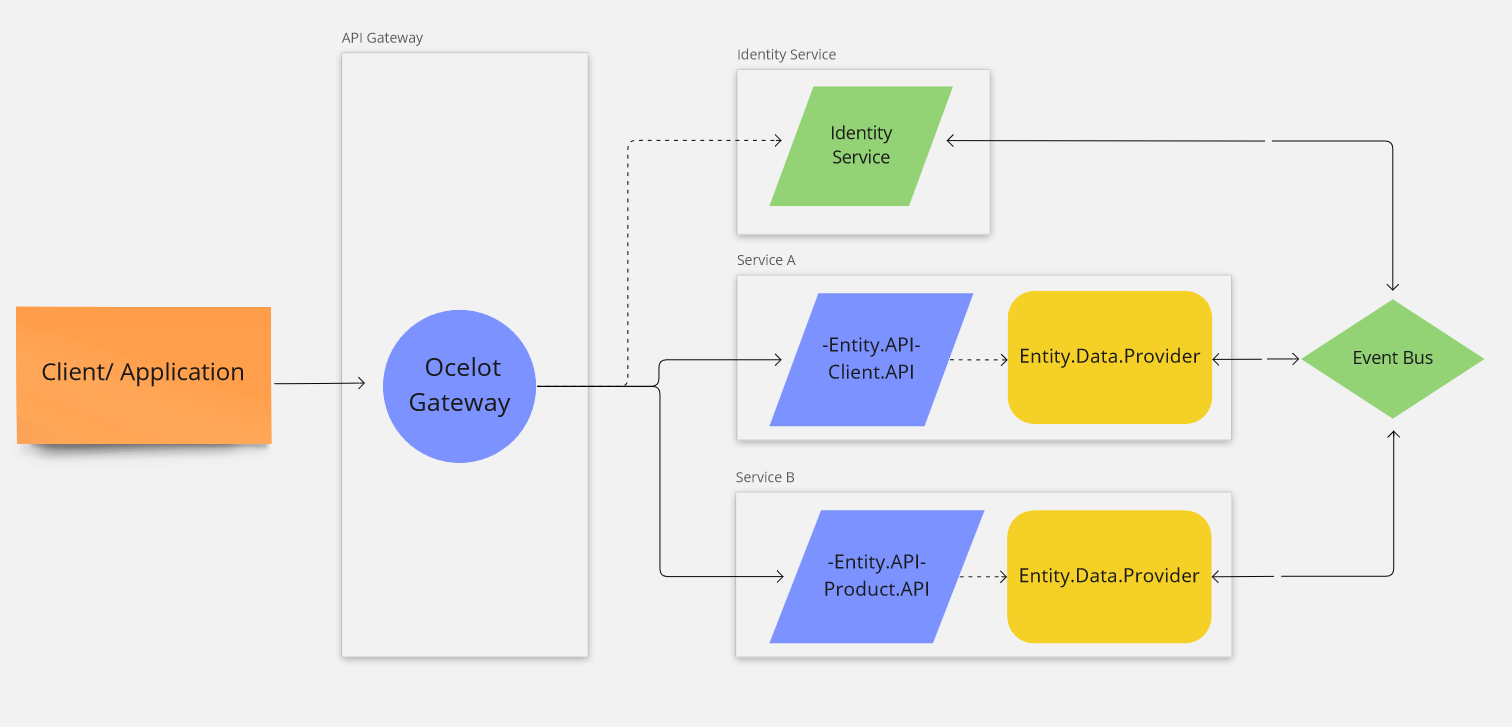 API Gateway
Identity Service
Identity
Service
Service A
Client/ Application
Ocelot
Gateway
-Entity.API-
Client.API
Entity.Data.Provider
Event Bus
Service B
-Entity.API-
Product.API
Entity.Data.Provider